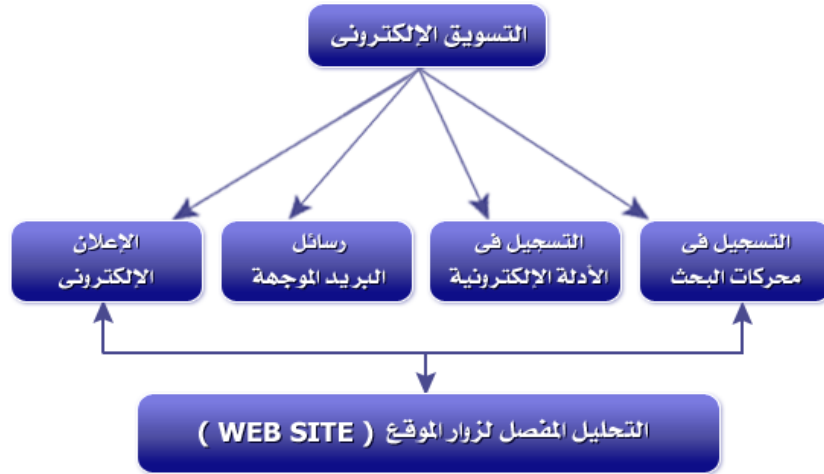 التسويق الإلكترونى
التسجيل فى
محركات البحث
التسجيل فى
الأدلة الإلكترونية
رسائل
البريد الموجهة
الإعلان
الإلكترونى
التحليل المفصل لزوار الموقع ( WEB SITE )